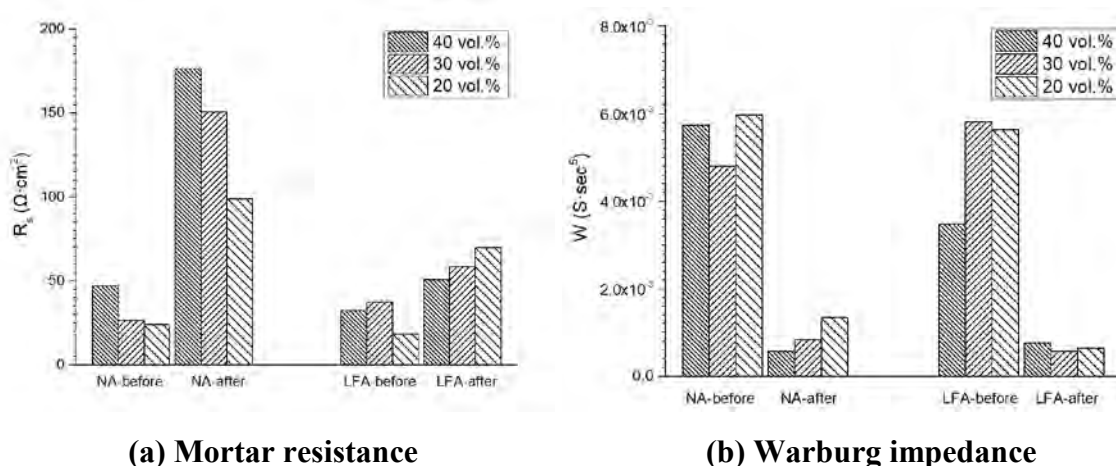 200
150
100
50
0
R_s (Ω·cm²)
40 vol.%
30 vol.%
20 vol.%
NA-before
NA-after
LFA-before
LFA-after
(a) Mortar resistance
8.0x10⁻³
6.0x10⁻³
4.0x10⁻³
2.0x10⁻³
0.0
W (S·sec⁵)
40 vol.%
30 vol.%
20 vol.%
NA-before
NA-after
LFA-before
LFA-after
(b) Warburg impedance